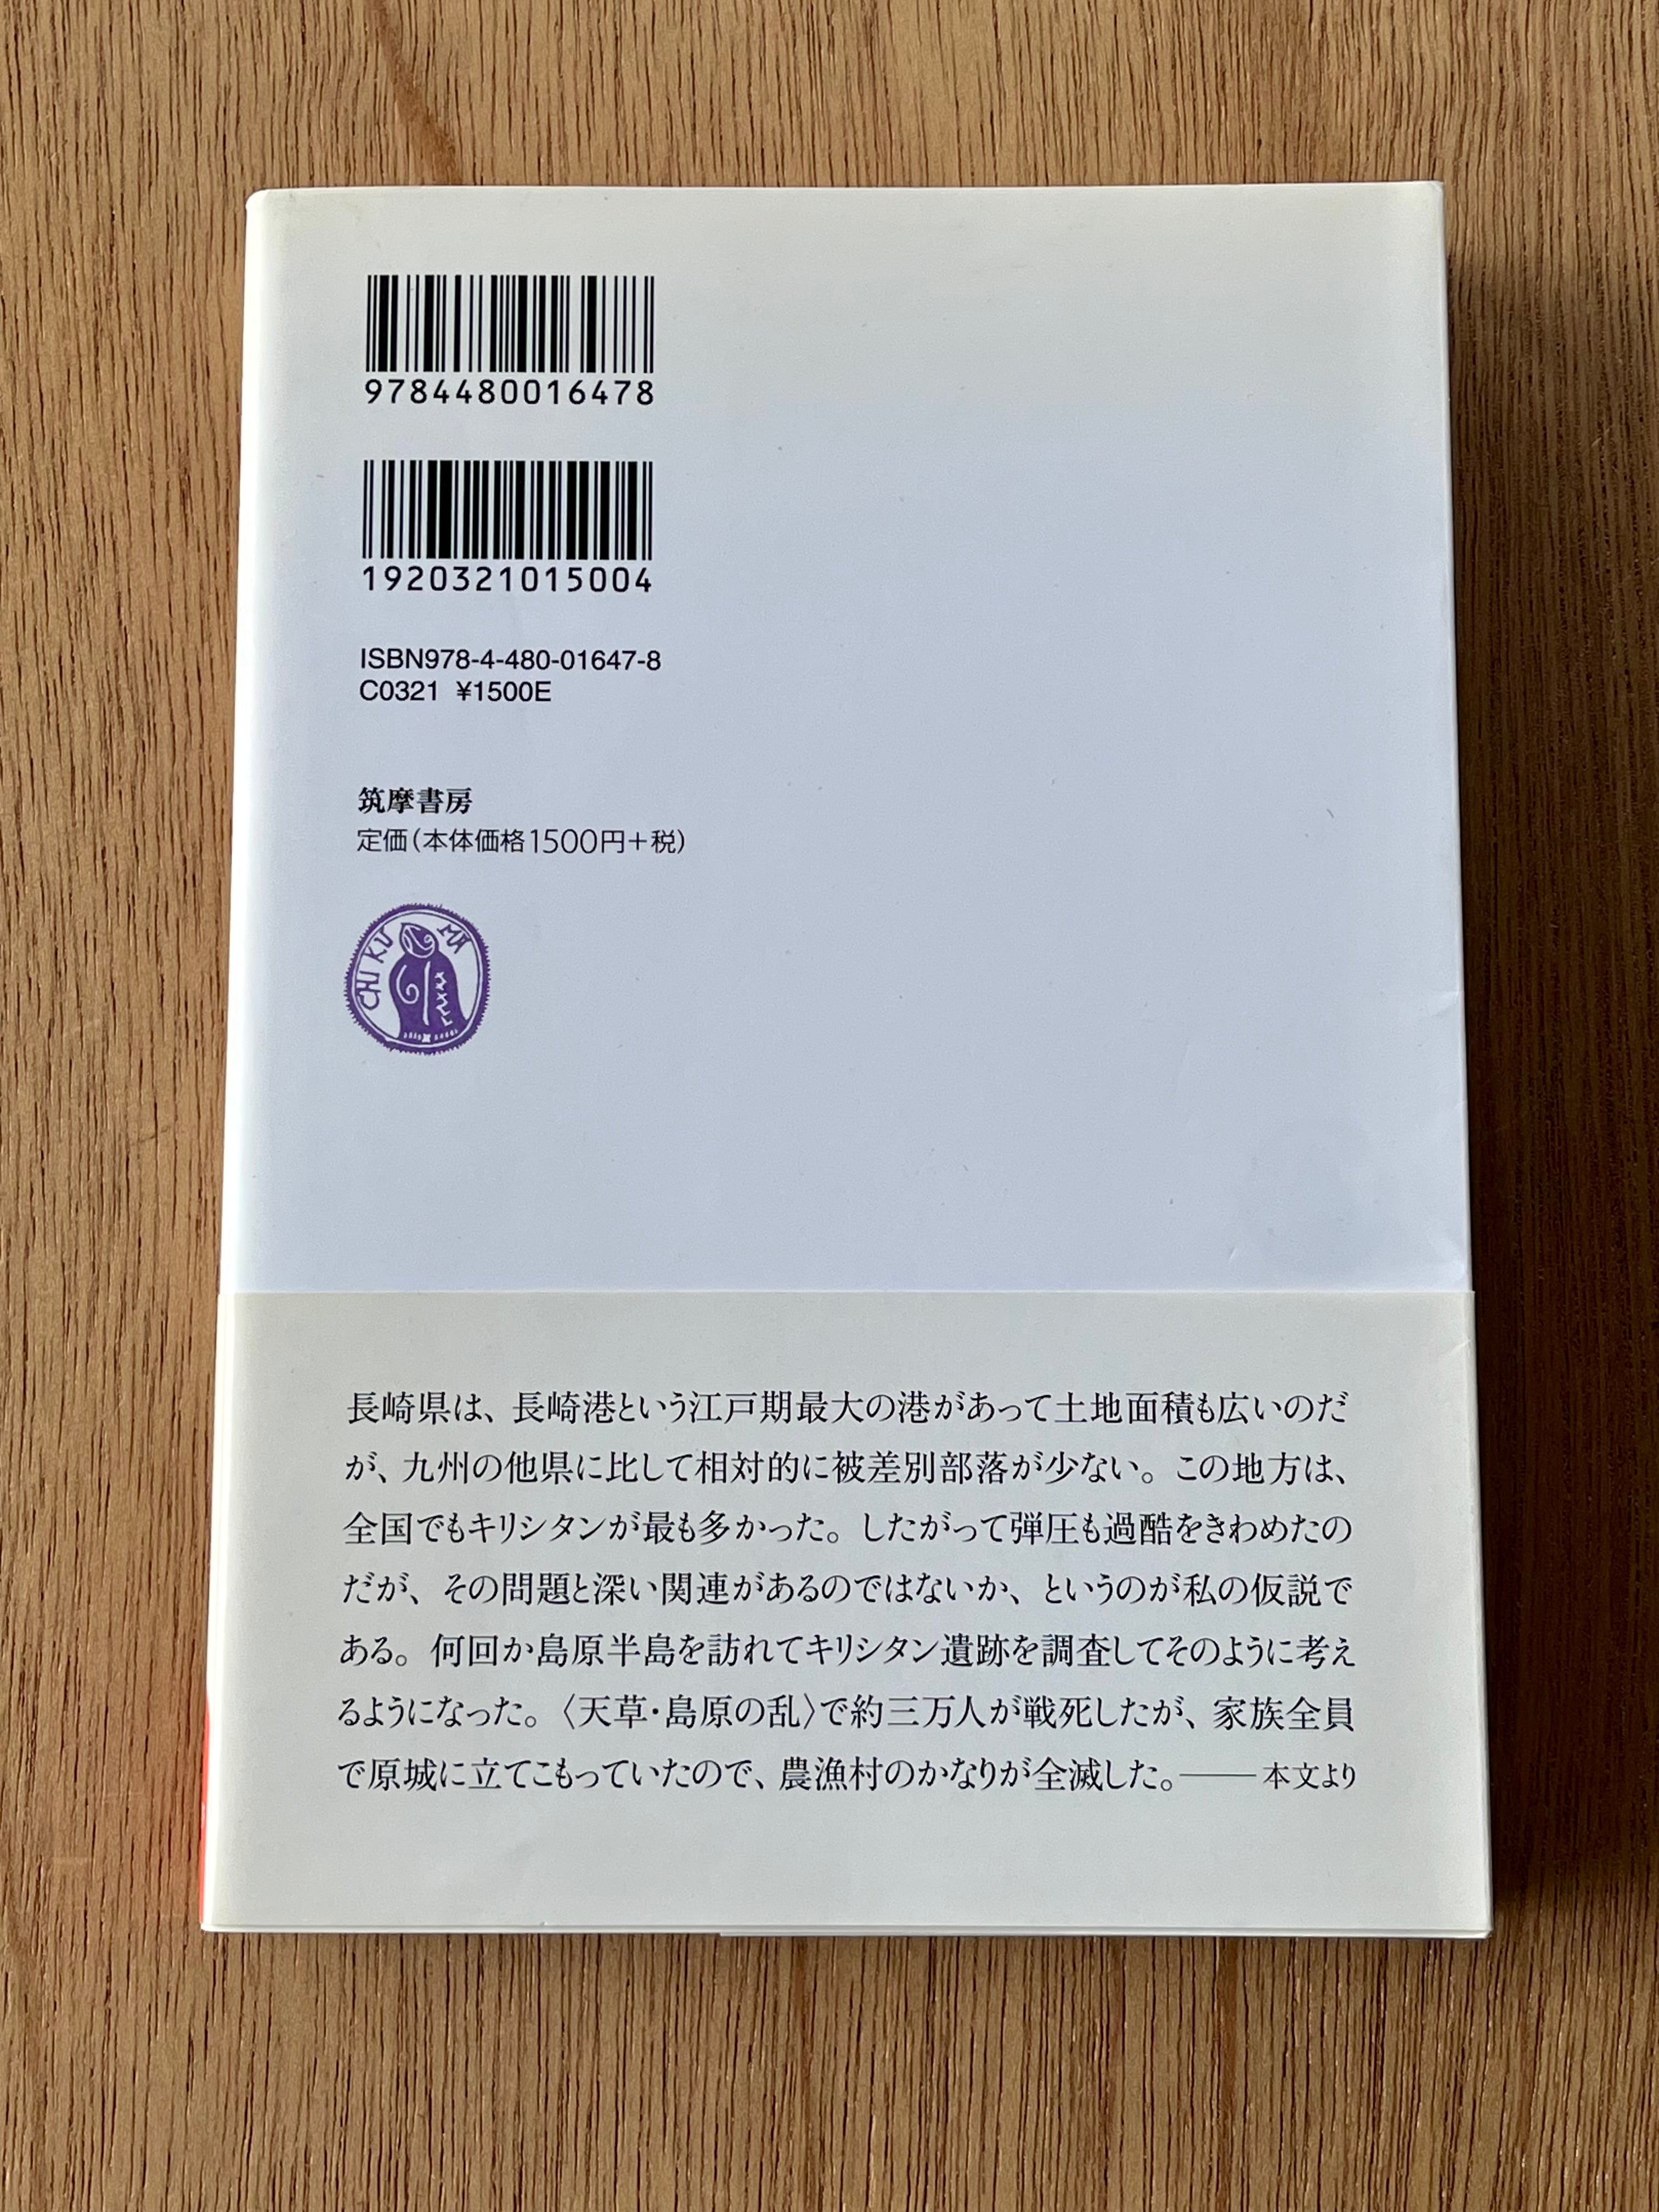 9784480016478
1920321015004
ISBN978-4-480-01647-8
C0321 ¥1500E
筑摩書房
定価(本体価格1500円+税)
CHIKUMA
長崎県は、長崎港という江戸期最大の港があって土地面積も広いのだ
が、九州の他県に比して相対的に被差別部落が少ない。この地方は、
全国でもキリシタンが最も多かった。したがって弾圧も過酷をきわめたの
だが、その問題と深い関連があるのではないか、というのが私の仮説で
ある。何回か島原半島を訪れてキリシタン遺跡を調査してそのように考え
るようになった。〈天草・島原の乱〉で約三万人が戦死したが、家族全員
で原城に立てこもっていたので、農漁村のかなりが全滅した。――本文より